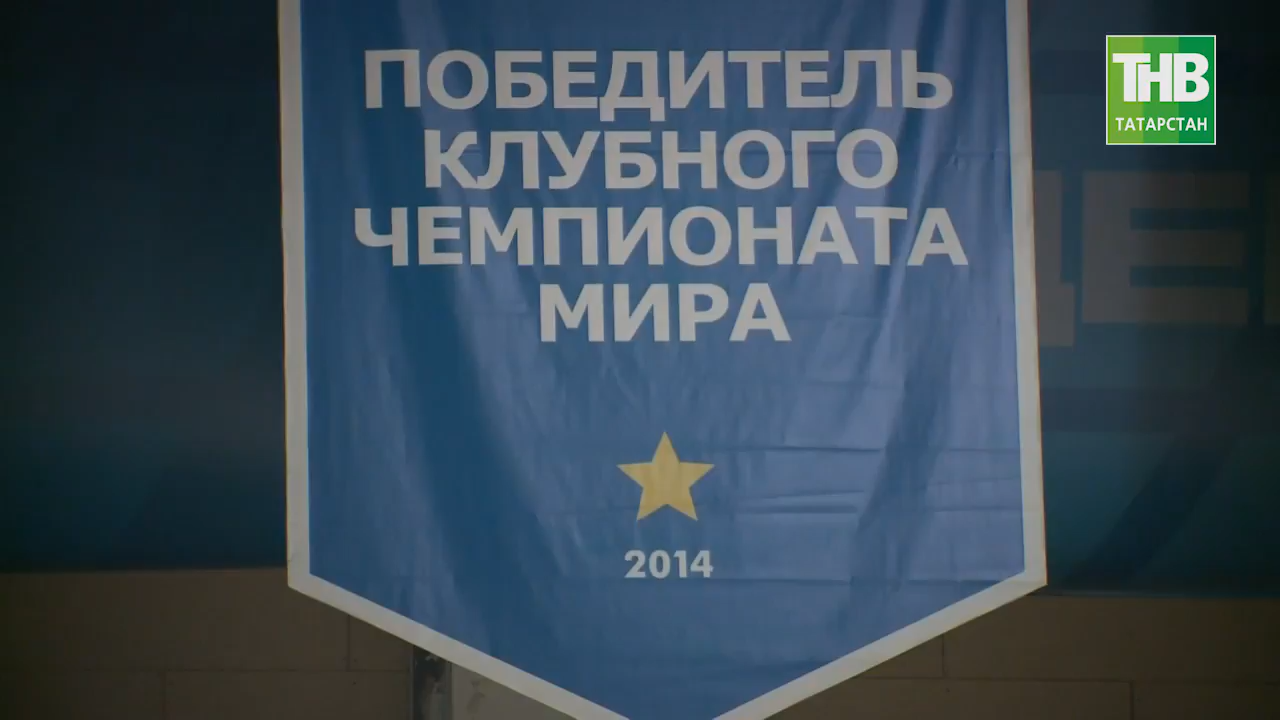 ПОБЕДИТЕЛЬ
КЛУБНОГО
ЧЕМПИОНАТА
МИРА
2014
ТНВ
ТАТАРСТАН